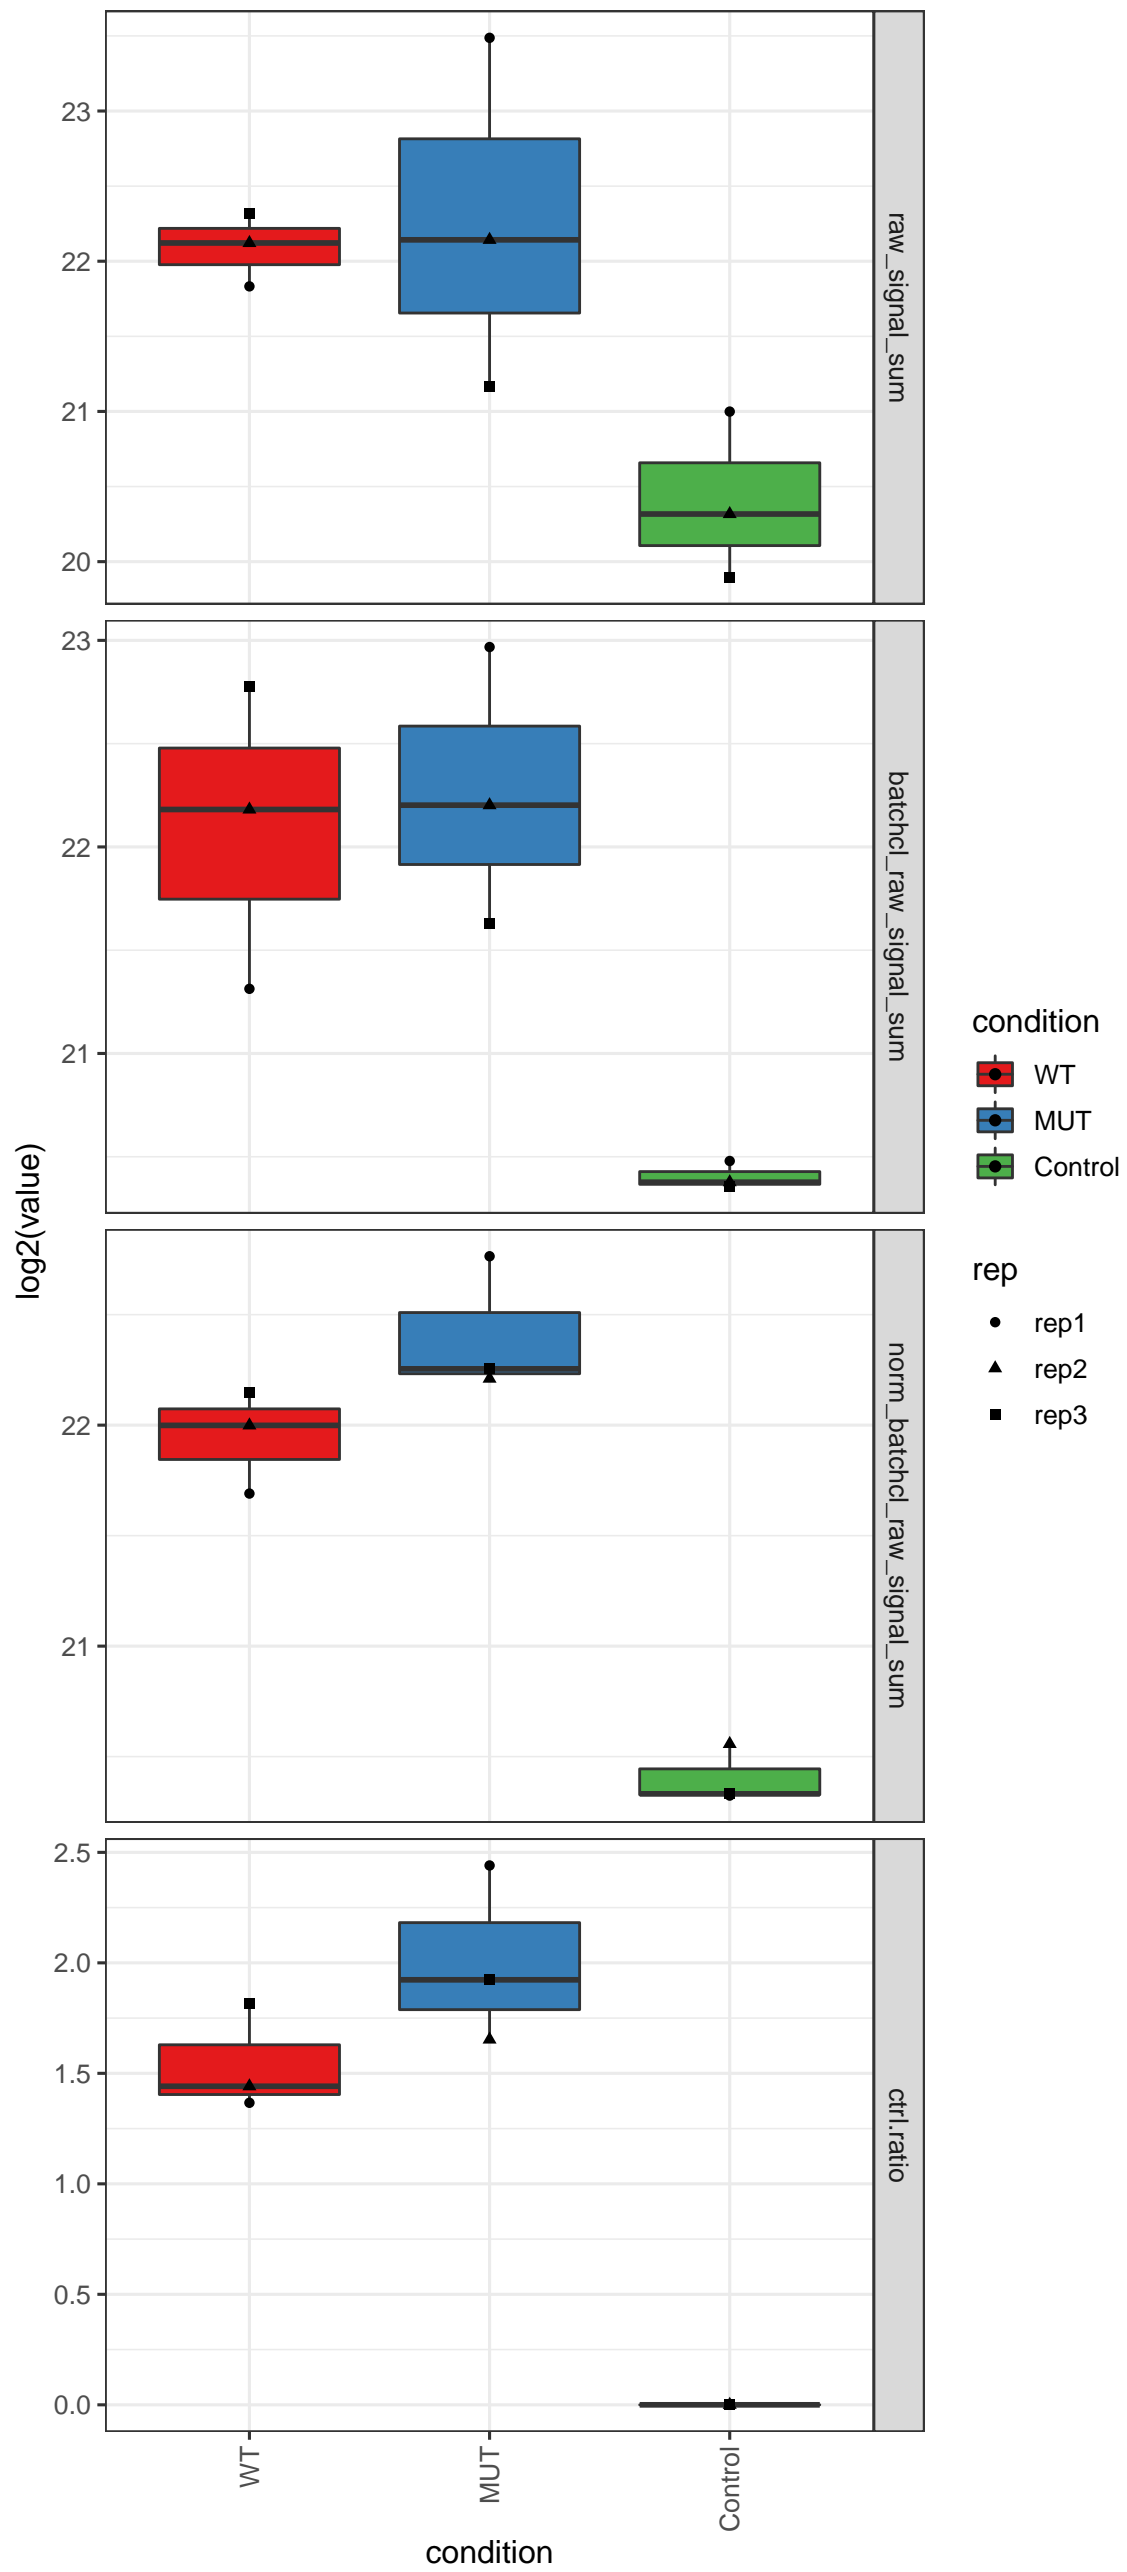 log2(value)
23
22
21
20
raw_signal_sum
23
22
21
batchcl_raw_signal_sum
22
21
norm_batchcl_raw_signal_sum
2.5
2.0
1.5
1.0
0.5
0.0
ctrl.ratio
WT
MUT
Control
condition
condition
WT
MUT
Control
rep
rep1
rep2
rep3